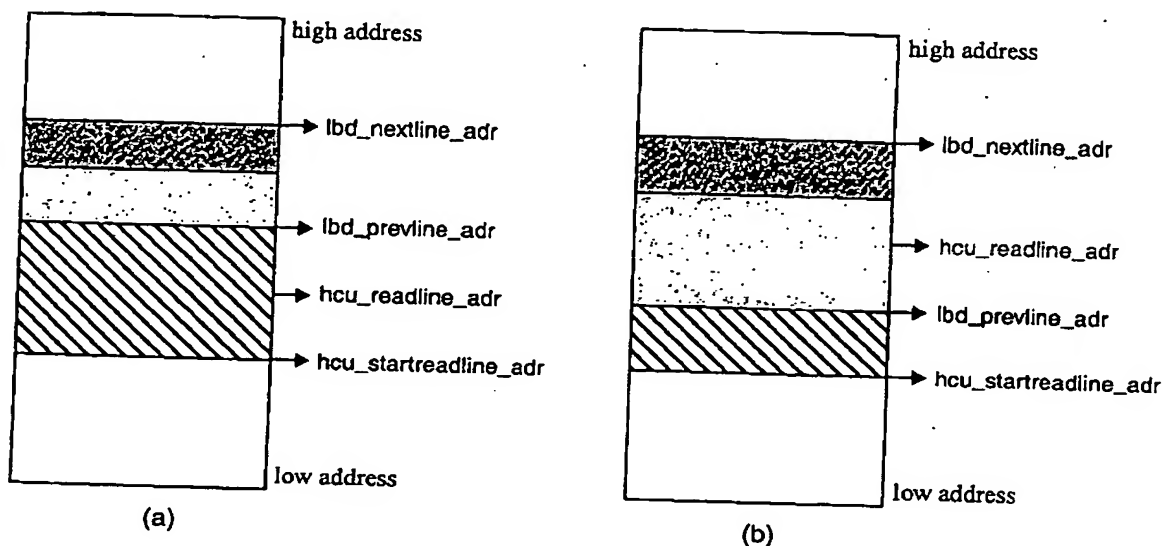 high address
lbd_nextline_adr
lbd_prevline_adr
hcu_readline_adr
hcu_startreadline_adr
low address
(a)
high address
lbd_nextline_adr
hcu_readline_adr
lbd_prevline_adr
hcu_startreadline_adr
low address
(b)